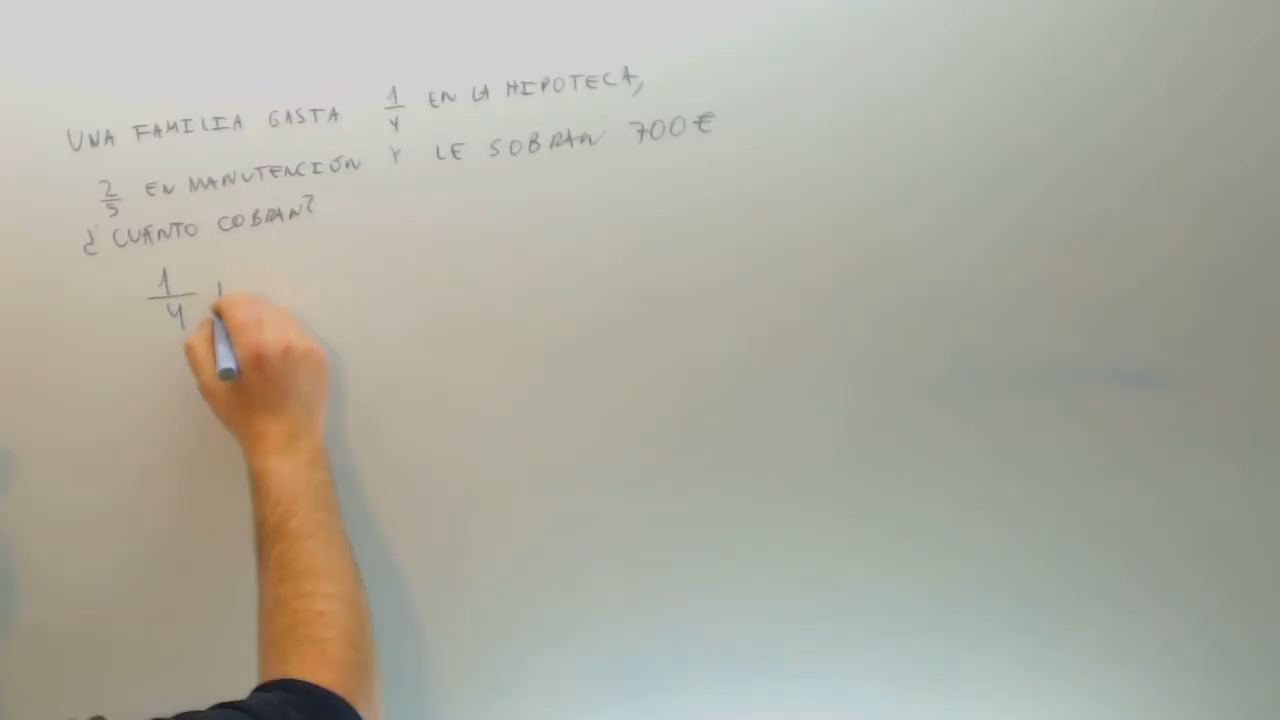 UNA FAMILIA GASTA 1/4 EN LA HIPOTECA,
2/5 EN MANUTENCIÓN Y LE SOBRAN 700€
¿CUÁNTO COBRAN?
1/4